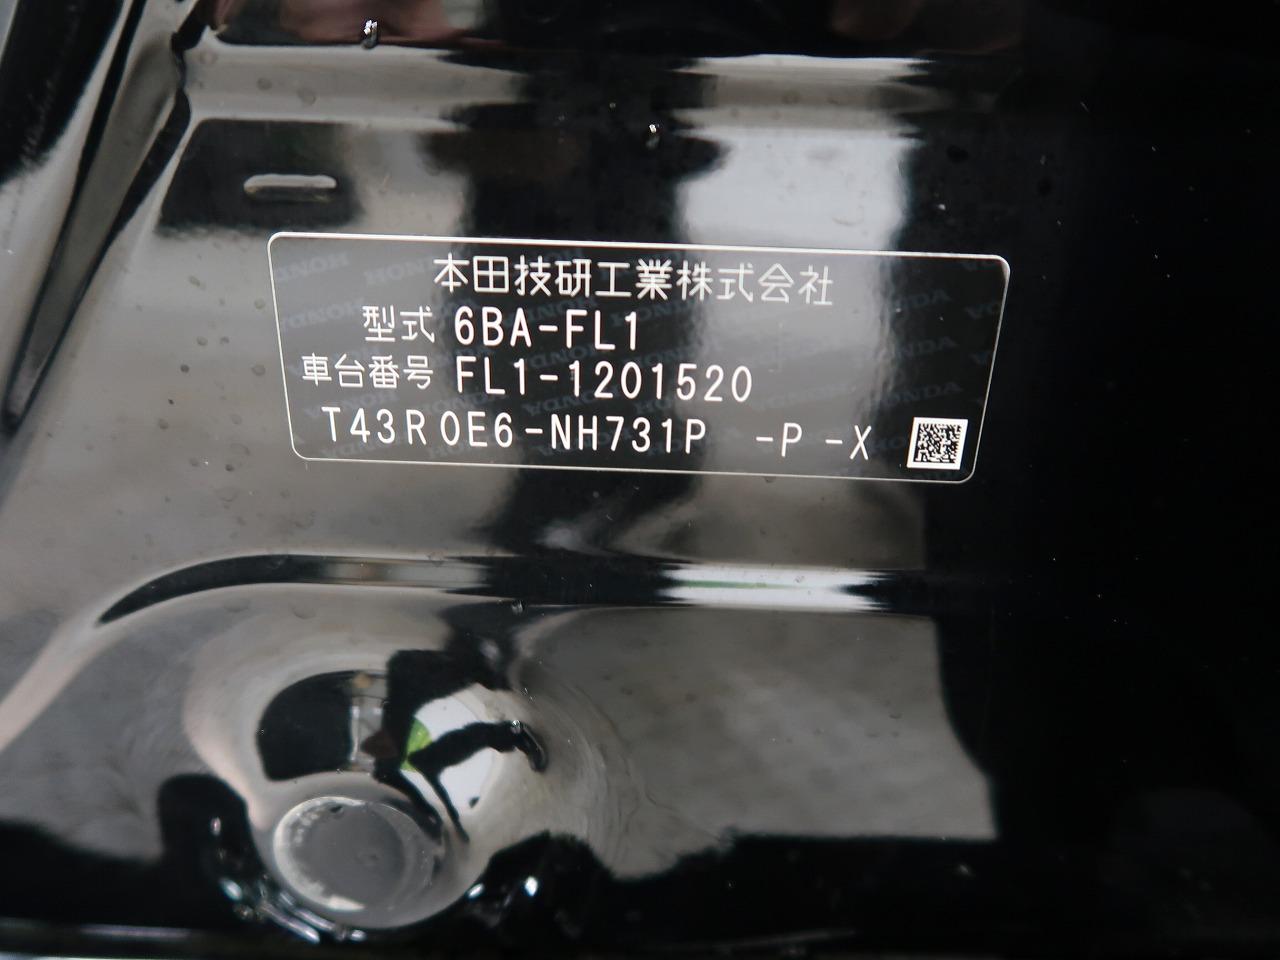 本田技研工業株式会社
型式 6BA-FL1
車台番号 FL1-1201520
T43R0E6-NH731P -P -X